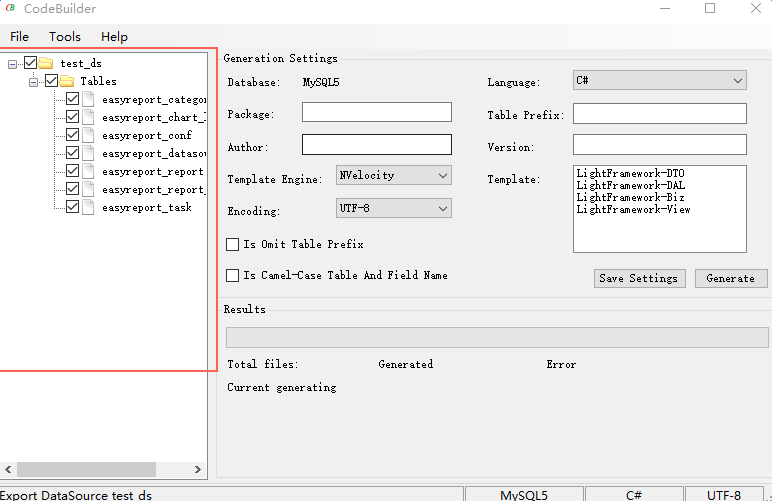 CodeBuilder
File Tools Help
test_ds
Tables
easyreport_categor
easyreport_chart_l
easyreport_conf
easyreport_datasou
easyreport_report
easyreport_report_
easyreport_task
Generation Settings
Database: MySQL5 Language: C#
Package: Table Prefix:
Author: Version:
Template Engine: NVelocity Template:
LightFramework-DTO
LightFramework-DAL
LightFramework-Biz
LightFramework-View
Encoding: UTF-8
Is Omit Table Prefix
Is Camel-Case Table And Field Name
Save Settings Generate
Results
Total files: Generated Error
Current generating
Export DataSource test_ds MySQL5 C# UTF-8